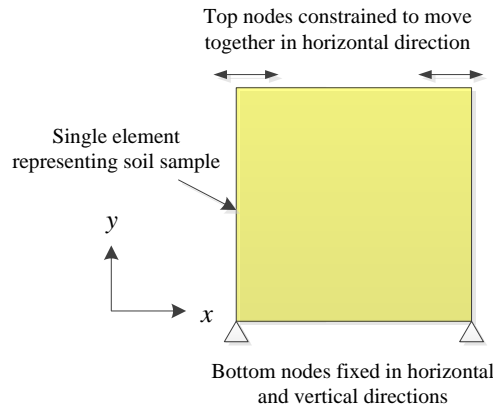 Top nodes constrained to move
together in horizontal direction
Single element
representing soil sample
y
x
Bottom nodes fixed in horizontal
and vertical directions